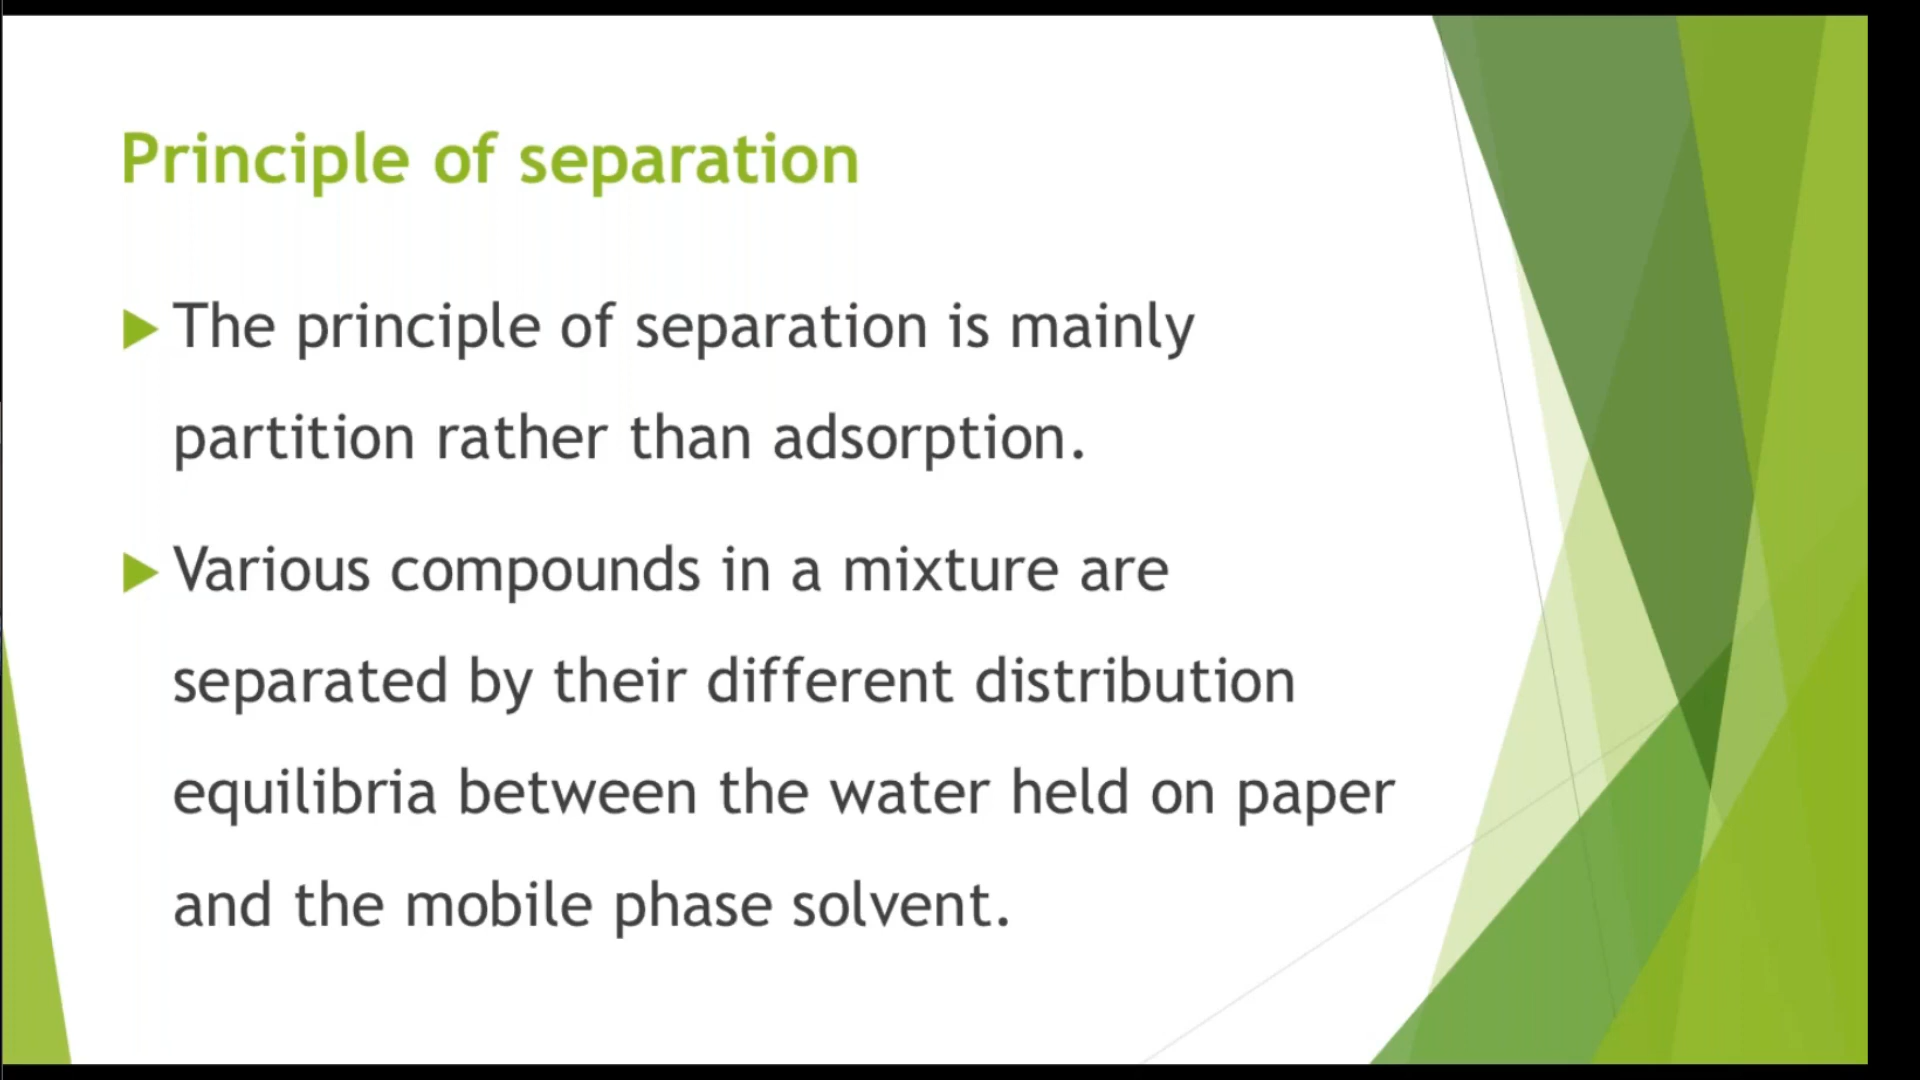 Principle of separation
The principle of separation is mainly
partition rather than adsorption.
Various compounds in a mixture are
separated by their different distribution
equilibria between the water held on paper
and the mobile phase solvent.